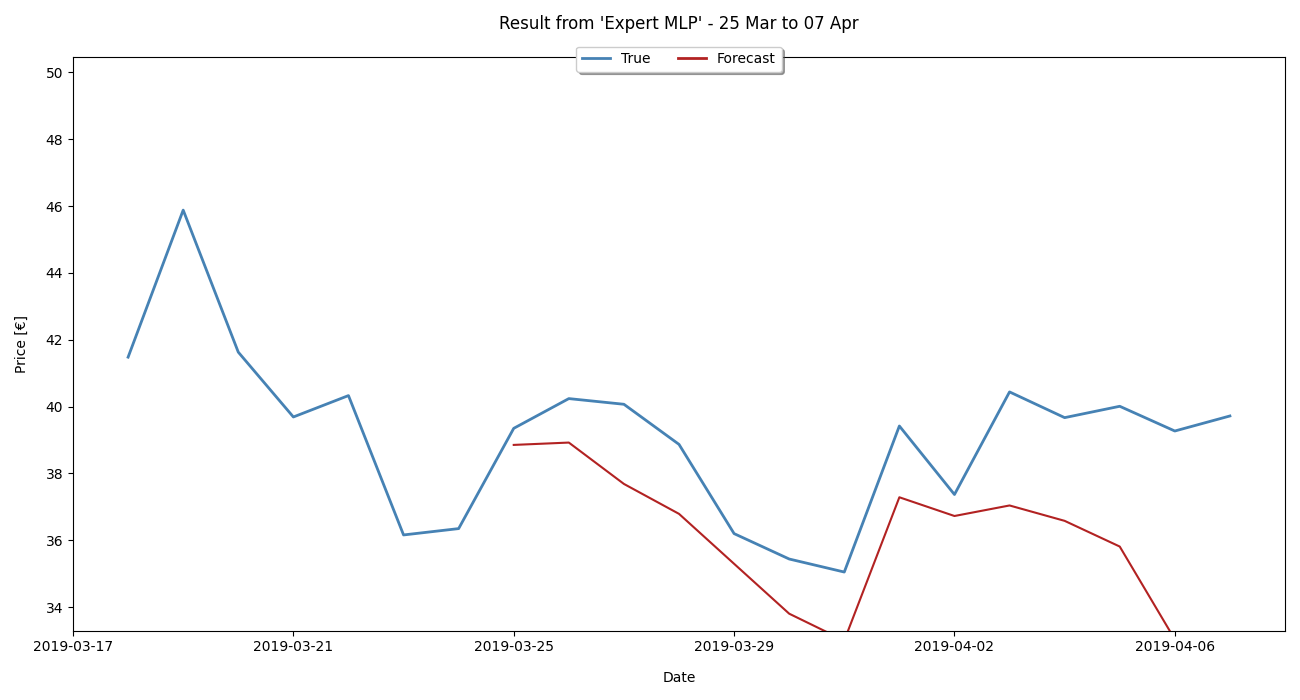 Result from 'Expert MLP' - 25 Mar to 07 Apr
True Forecast
50
48
46
44
42
40
38
36
34
Price [€]
2019-03-17 2019-03-21 2019-03-25 2019-03-29 2019-04-02 2019-04-06
Date